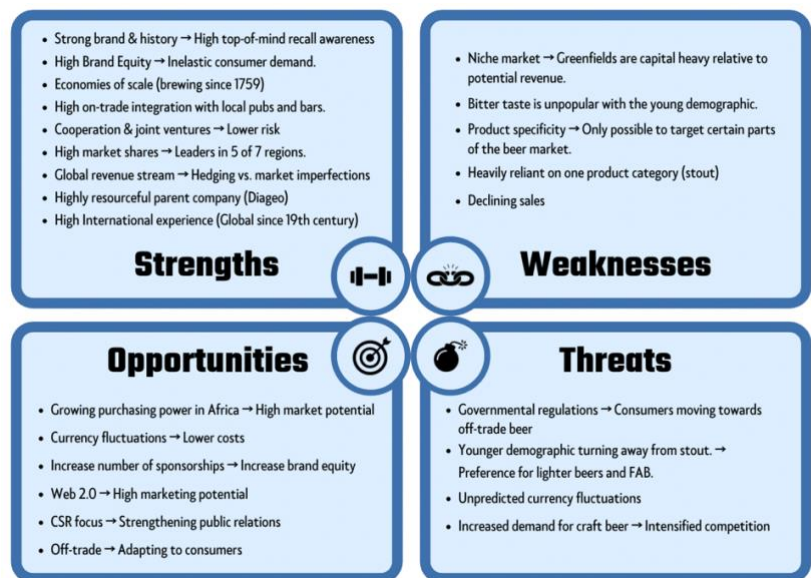 • Strong brand & history → High top-of-mind recall awareness
• High Brand Equity → Inelastic consumer demand.
• Economies of scale (brewing since 1759)
• High on-trade integration with local pubs and bars.
• Cooperation & joint ventures → Lower risk
• High market shares → Leaders in 5 of 7 regions.
• Global revenue stream → Hedging vs. market imperfections
• Highly resourceful parent company (Diageo)
• High International experience (Global since 19th century)
Strengths
• Niche market → Greenfields are capital heavy relative to
potential revenue.
• Bitter taste is unpopular with the young demographic.
• Product specificity → Only possible to target certain parts
of the beer market.
• Heavily reliant on one product category (stout)
• Declining sales
Weaknesses
Opportunities
• Growing purchasing power in Africa → High market potential
• Currency fluctuations → Lower costs
• Increase number of sponsorships → Increase brand equity
• Web 2.0 → High marketing potential
• CSR focus → Strengthening public relations
• Off-trade → Adapting to consumers
Threats
• Governmental regulations → Consumers moving towards
off-trade beer
• Younger demographic turning away from stout. →
Preference for lighter beers and FAB.
• Unpredicted currency fluctuations
• Increased demand for craft beer → Intensified competition